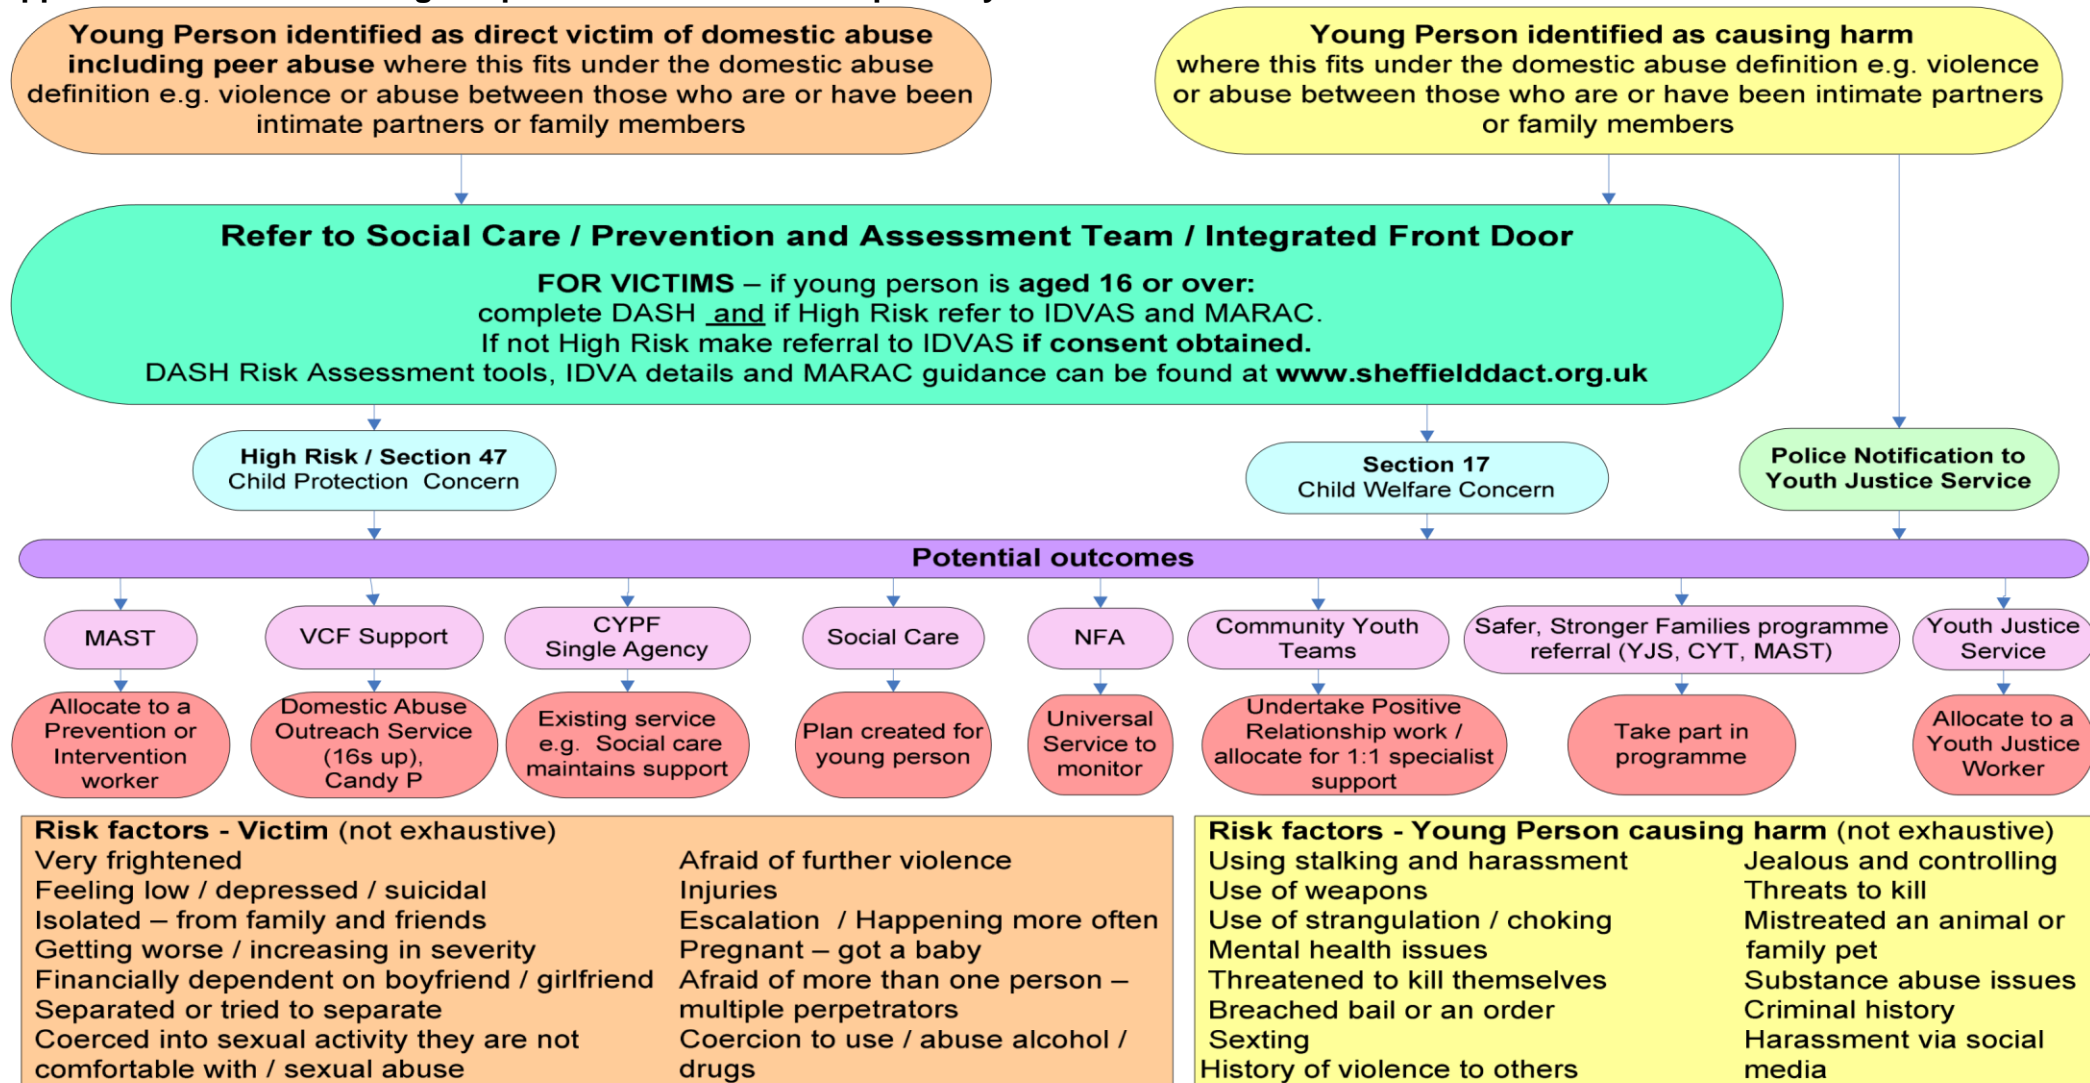 Young Person identified as direct victim of domestic abuse
including peer abuse where this fits under the domestic abuse
definition e.g. violence or abuse between those who are or have been
intimate partners or family members
Young Person identified as causing harm
where this fits under the domestic abuse definition e.g. violence
or abuse between those who are or have been intimate partners
or family members
Refer to Social Care / Prevention and Assessment Team / Integrated Front Door
FOR VICTIMS – if young person is aged 16 or over:
complete DASH and if High Risk refer to IDVAS and MARAC.
If not High Risk make referral to IDVAS if consent obtained.
DASH Risk Assessment tools, IDVA details and MARAC guidance can be found at www.sheffielddact.org.uk
High Risk / Section 47
Child Protection Concern
Section 17
Child Welfare Concern
Police Notification to
Youth Justice Service
Potential outcomes
MAST
VCF Support
CYPF
Single Agency
Social Care
NFA
Community Youth
Teams
Safer, Stronger Families programme
referral (YJS, CYT, MAST)
Youth Justice
Service
Allocate to a
Prevention or
Intervention
worker
Domestic Abuse
Outreach Service
(16s up),
Candy P
Existing service
e.g. Social care
maintains support
Plan created for
young person
Universal
Service to
monitor
Undertake Positive
Relationship work /
allocate for 1:1 specialist
support
Take part in
programme
Allocate to a
Youth Justice
Worker
Risk factors - Victim (not exhaustive)
Very frightened
Feeling low / depressed / suicidal
Isolated – from family and friends
Getting worse / increasing in severity
Financially dependent on boyfriend / girlfriend
Separated or tried to separate
Coerced into sexual activity they are not
comfortable with / sexual abuse
Afraid of further violence
Injuries
Escalation / Happening more often
Pregnant – got a baby
Afraid of more than one person –
multiple perpetrators
Coercion to use / abuse alcohol /
drugs
Risk factors - Young Person causing harm (not exhaustive)
Using stalking and harassment
Use of weapons
Use of strangulation / choking
Mental health issues
Threatened to kill themselves
Breached bail or an order
Sexting
History of violence to others
Jealous and controlling
Threats to kill
Mistreated an animal or
family pet
Substance abuse issues
Criminal history
Harassment via social
media